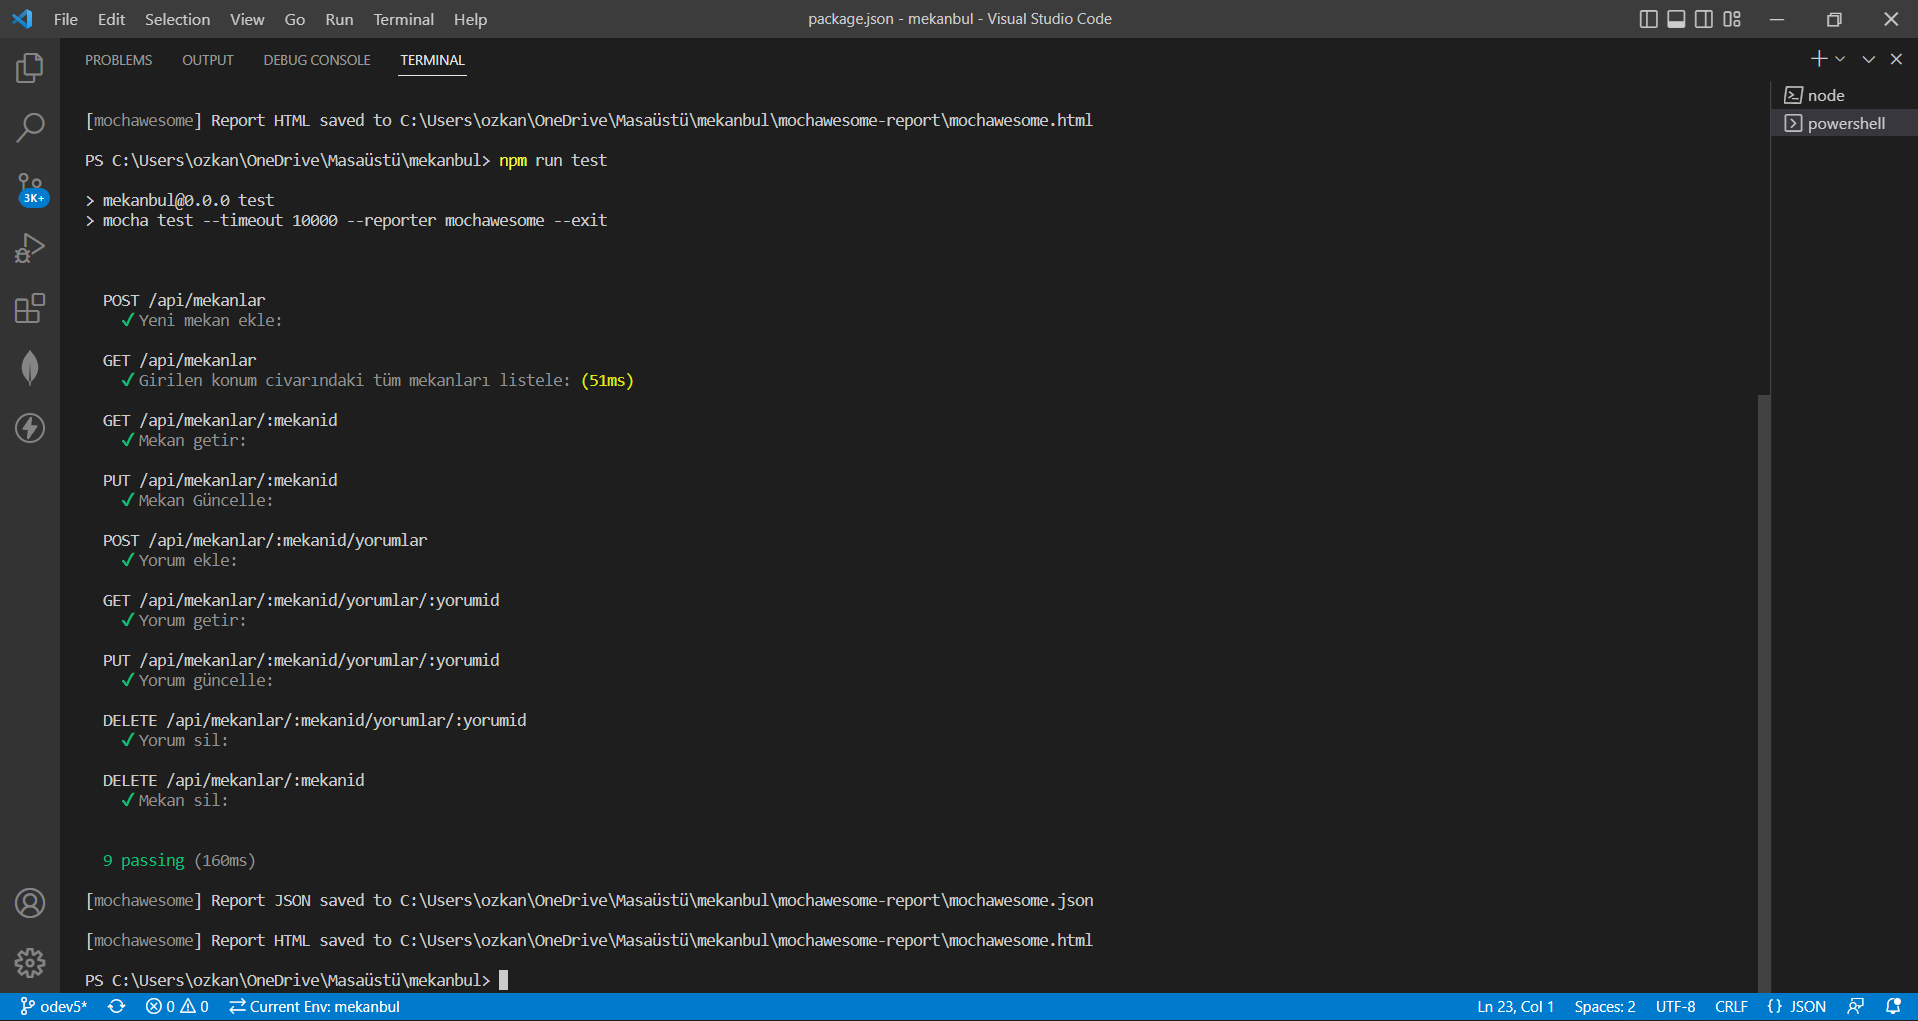 File Edit Selection View Go Run Terminal Help
package.json - mekanbul - Visual Studio Code
PROBLEMS OUTPUT DEBUG CONSOLE TERMINAL
node
powershell
3K+
[mochawesome] Report HTML saved to C:\Users\ozkan\OneDrive\Masaüstü\mekanbul\mochawesome-report\mochawesome.html
PS C:\Users\ozkan\OneDrive\Masaüstü\mekanbul> npm run test
> mekanbul@0.0.0 test
> mocha test --timeout 10000 --reporter mochawesome --exit
POST /api/mekanlar
✓ Yeni mekan ekle:
GET /api/mekanlar
✓ Girilen konum civarındaki tüm mekanları listele: (51ms)
GET /api/mekanlar/:mekanid
✓ Mekan getir:
PUT /api/mekanlar/:mekanid
✓ Mekan Güncelle:
POST /api/mekanlar/:mekanid/yorumlar
✓ Yorum ekle:
GET /api/mekanlar/:mekanid/yorumlar/:yorumid
✓ Yorum getir:
PUT /api/mekanlar/:mekanid/yorumlar/:yorumid
✓ Yorum güncelle:
DELETE /api/mekanlar/:mekanid/yorumlar/:yorumid
✓ Yorum sil:
DELETE /api/mekanlar/:mekanid
✓ Mekan sil:
9 passing (160ms)
[mochawesome] Report JSON saved to C:\Users\ozkan\OneDrive\Masaüstü\mekanbul\mochawesome-report\mochawesome.json
[mochawesome] Report HTML saved to C:\Users\ozkan\OneDrive\Masaüstü\mekanbul\mochawesome-report\mochawesome.html
PS C:\Users\ozkan\OneDrive\Masaüstü\mekanbul>
odev5* 0 0 Current Env: mekanbul
Ln 23, Col 1 Spaces: 2 UTF-8 CRLF {} JSON